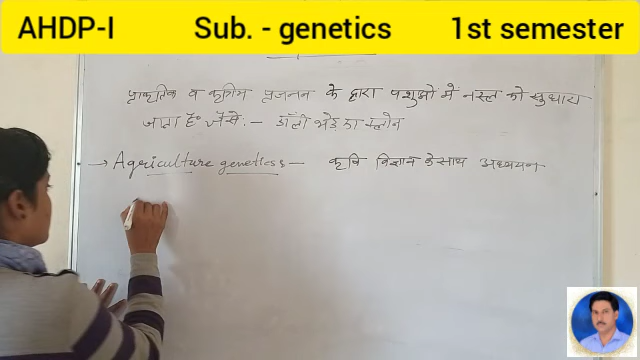 AHDP-I Sub. - genetics 1st semester
प्राकृतिक व कृत्रिम प्रजनन के द्वारा पशुओं में नस्ल को सुधारा
जाता है। जैसे:- डॉली भेड़ का क्लोन
→ Agriculture genetics :- कृषि विज्ञान के साथ अध्ययन